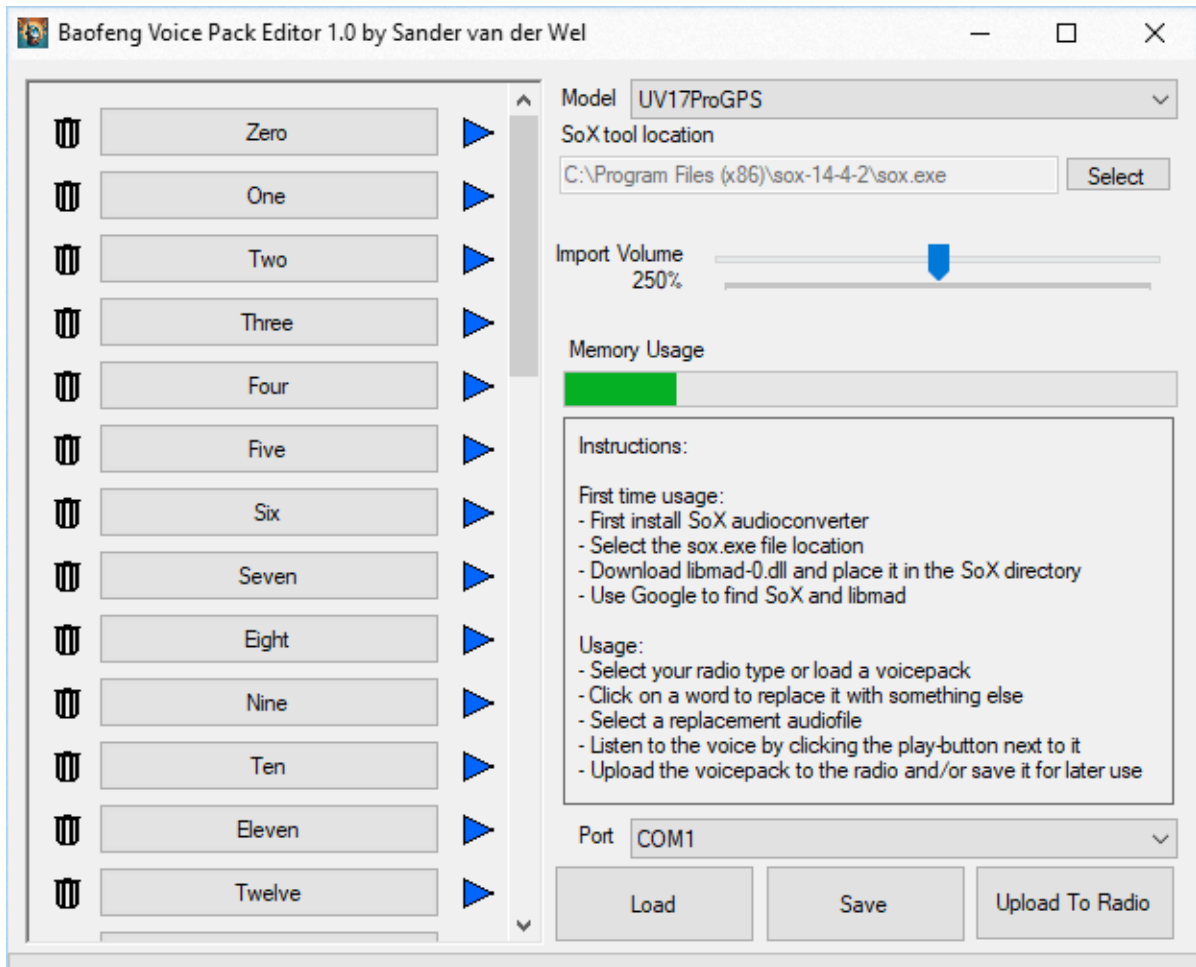 Baofeng Voice Pack Editor 1.0 by Sander van der Wel
Zero
One
Two
Three
Four
Five
Six
Seven
Eight
Nine
Ten
Eleven
Twelve
Model UV17ProGPS
SoX tool location
C:\Program Files (x86)\sox-14-4-2\sox.exe Select
Import Volume
250%
Memory Usage
Instructions:
First time usage:
- First install SoX audioconverter
- Select the sox.exe file location
- Download libmad-0.dll and place it in the SoX directory
- Use Google to find SoX and libmad
Usage:
- Select your radio type or load a voicepack
- Click on a word to replace it with something else
- Select a replacement audiofile
- Listen to the voice by clicking the play-button next to it
- Upload the voicepack to the radio and/or save it for later use
Port COM1
Load Save Upload To Radio